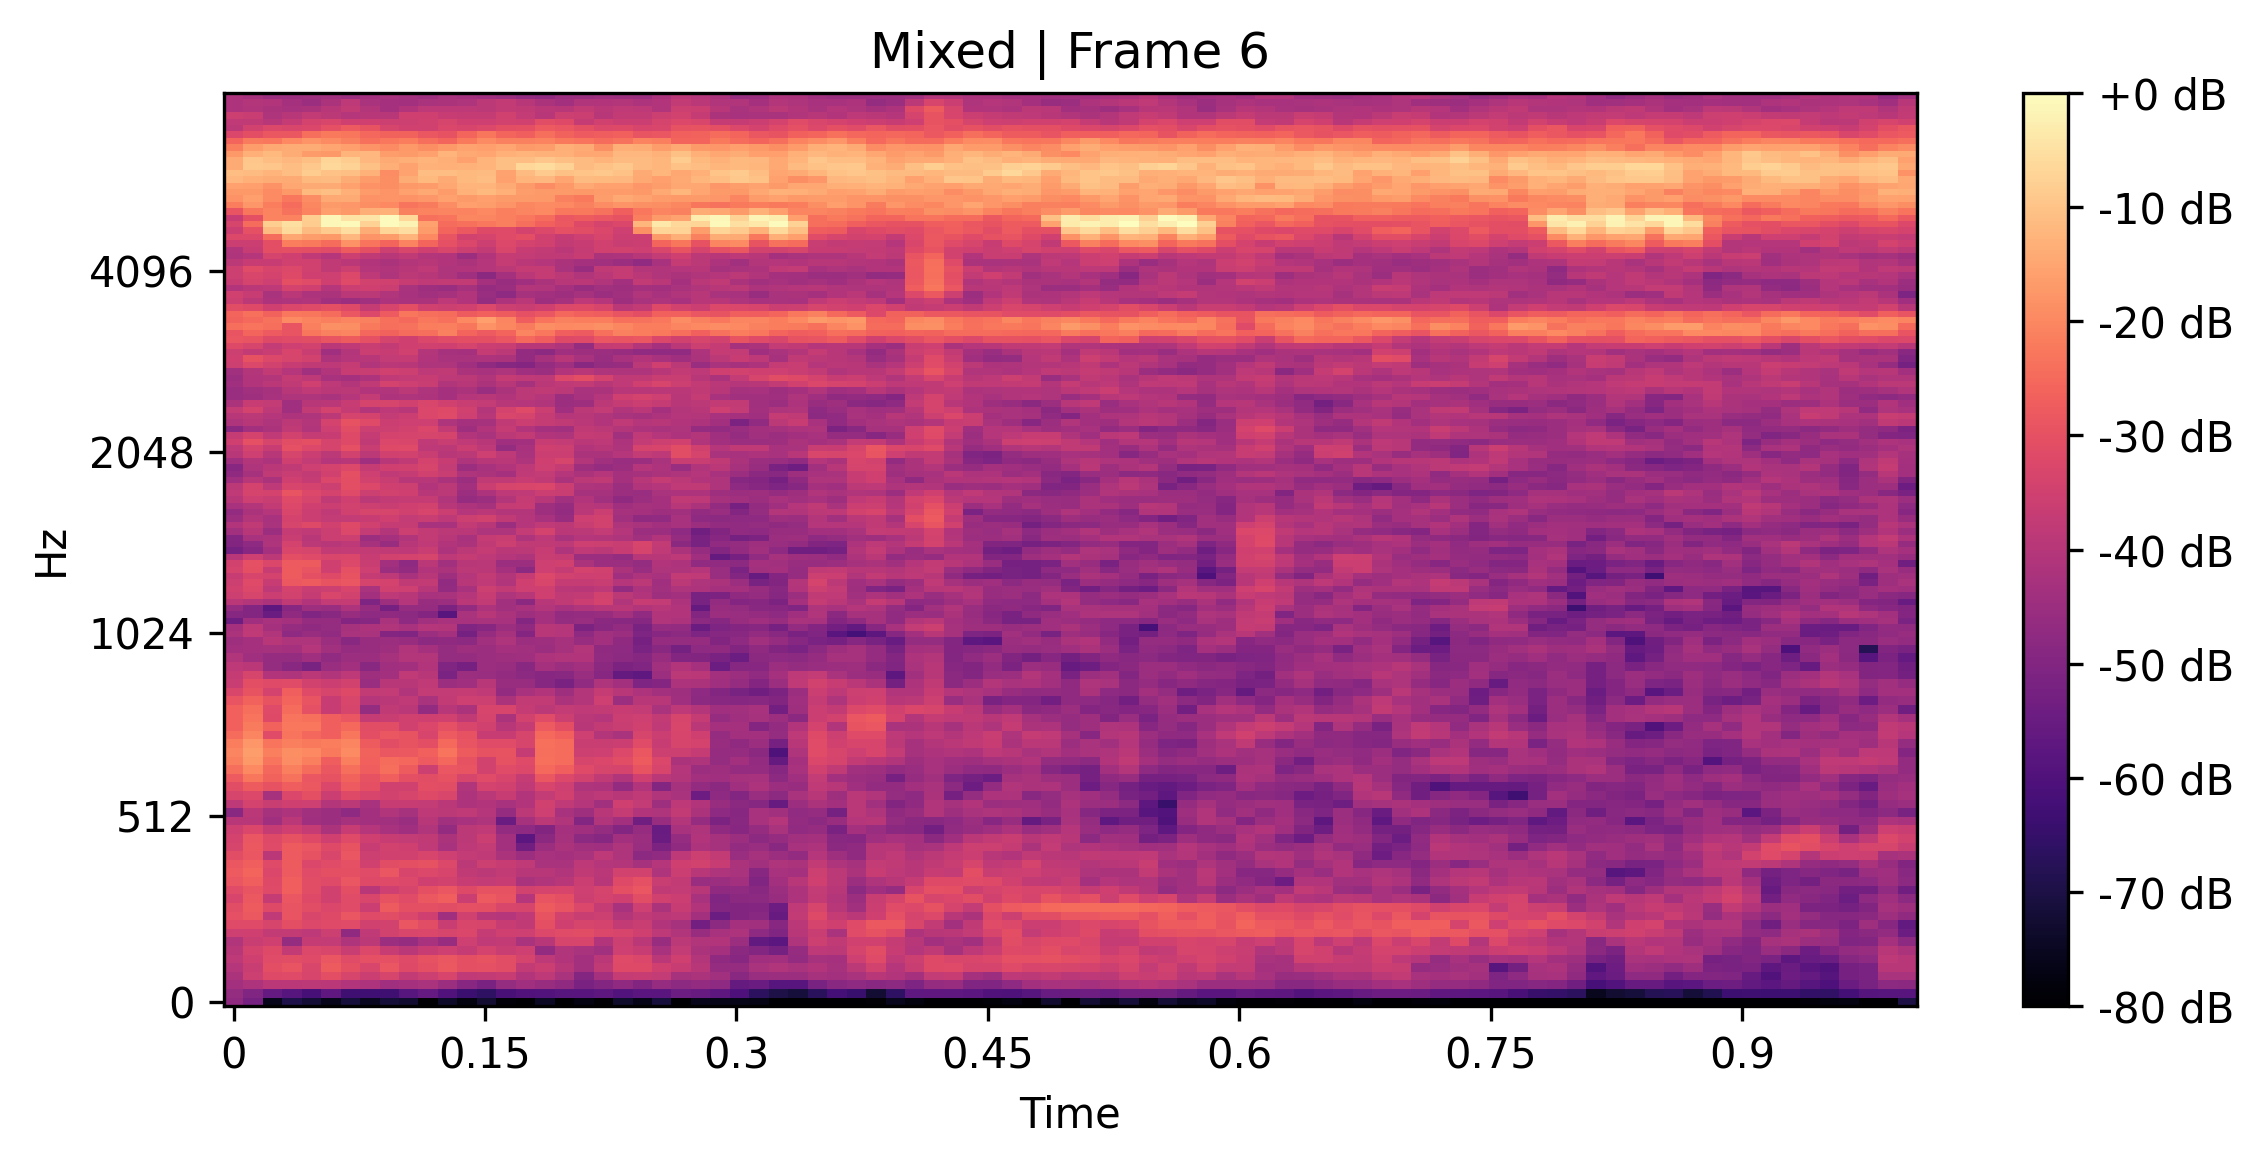 Mixed | Frame 6
Hz
4096
2048
1024
512
0
0 0.15 0.3 0.45 0.6 0.75 0.9
Time
+0 dB
-10 dB
-20 dB
-30 dB
-40 dB
-50 dB
-60 dB
-70 dB
-80 dB